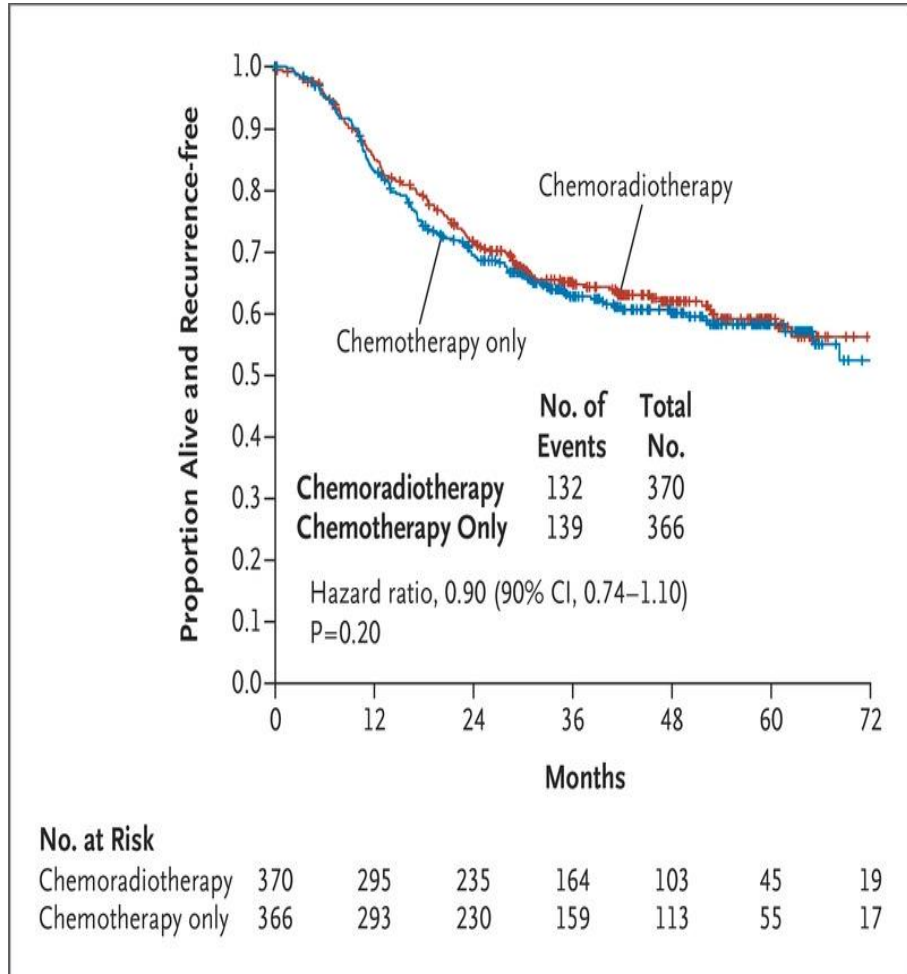 Proportion Alive and Recurrence-free
1.0
0.9
0.8
0.7
0.6
0.5
0.4
0.3
0.2
0.1
0.0
Chemoradiotherapy
Chemotherapy only
No. of Total
Events No.
Chemoradiotherapy 132 370
Chemotherapy Only 139 366
Hazard ratio, 0.90 (90% CI, 0.74–1.10)
P=0.20
0 12 24 36 48 60 72
Months
No. at Risk
Chemoradiotherapy 370 295 235 164 103 45 19
Chemotherapy only 366 293 230 159 113 55 17